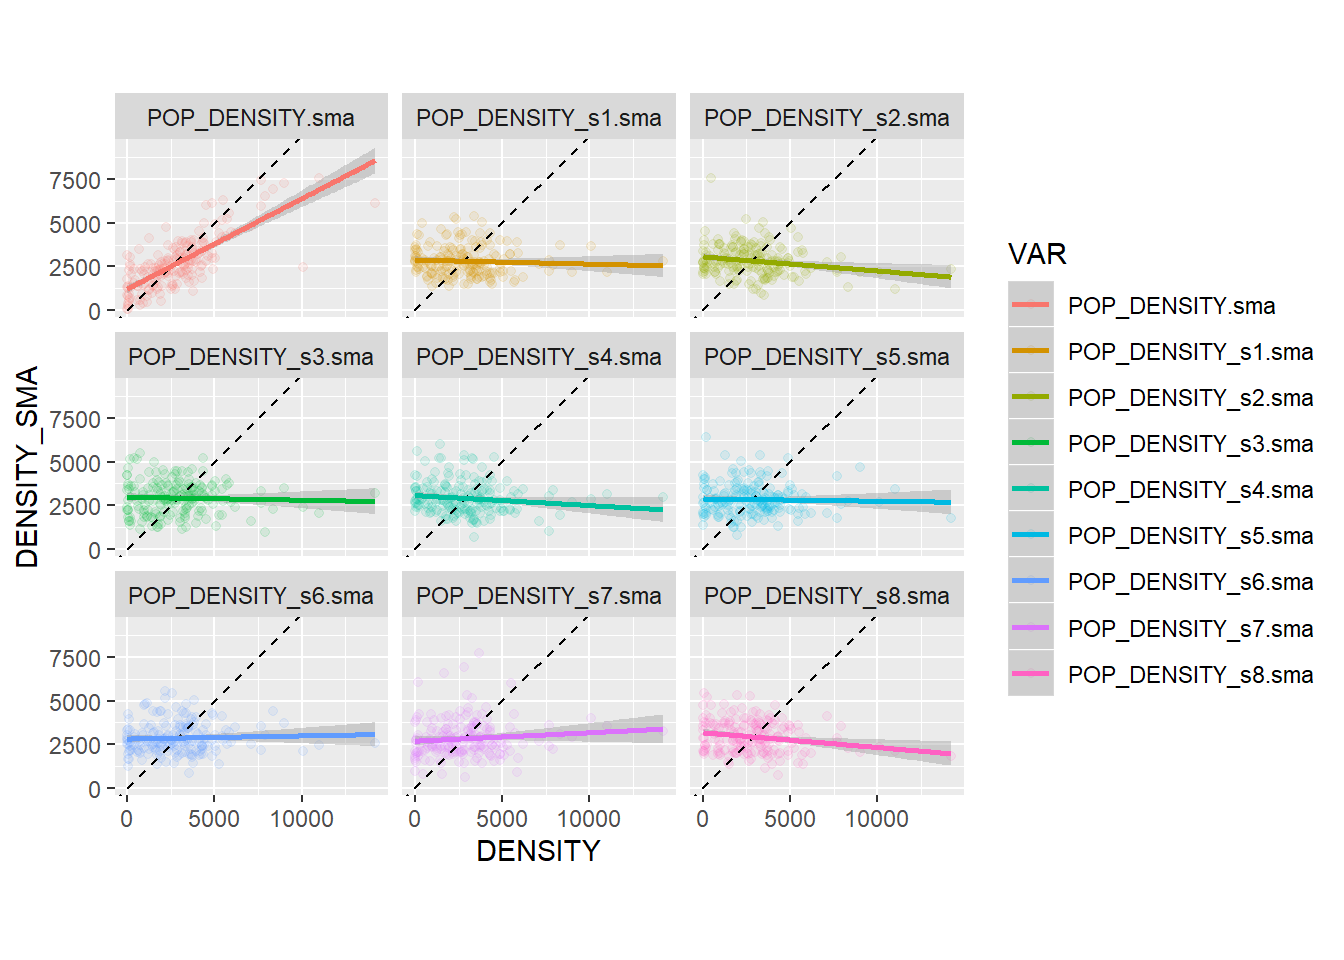 POP_DENSITY.sma
POP_DENSITY_s1.sma
POP_DENSITY_s2.sma
7500
5000
2500
0
POP_DENSITY_s3.sma
POP_DENSITY_s4.sma
POP_DENSITY_s5.sma
7500
5000
2500
0
POP_DENSITY_s6.sma
POP_DENSITY_s7.sma
POP_DENSITY_s8.sma
7500
5000
2500
0
0 5000 10000
0 5000 10000
0 5000 10000
DENSITY
DENSITY_SMA
VAR
POP_DENSITY.sma
POP_DENSITY_s1.sma
POP_DENSITY_s2.sma
POP_DENSITY_s3.sma
POP_DENSITY_s4.sma
POP_DENSITY_s5.sma
POP_DENSITY_s6.sma
POP_DENSITY_s7.sma
POP_DENSITY_s8.sma